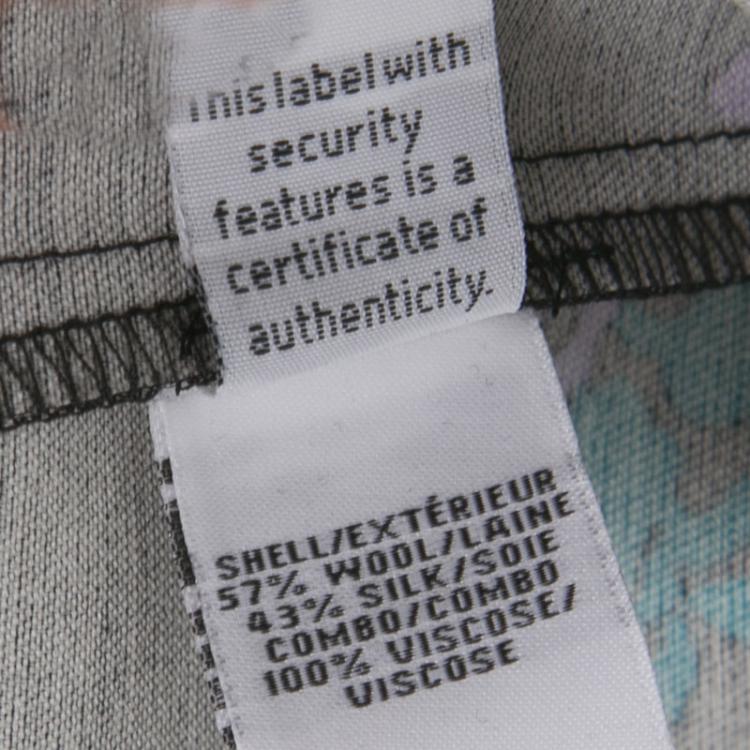 This label with
security
features is a
certificate of
authenticity.
SHELL/EXTÉRIEUR
57% WOOL/LAINE
43% SILK/SOIE
COMBO/COMBO
100% VISCOSE/
VISCOSE